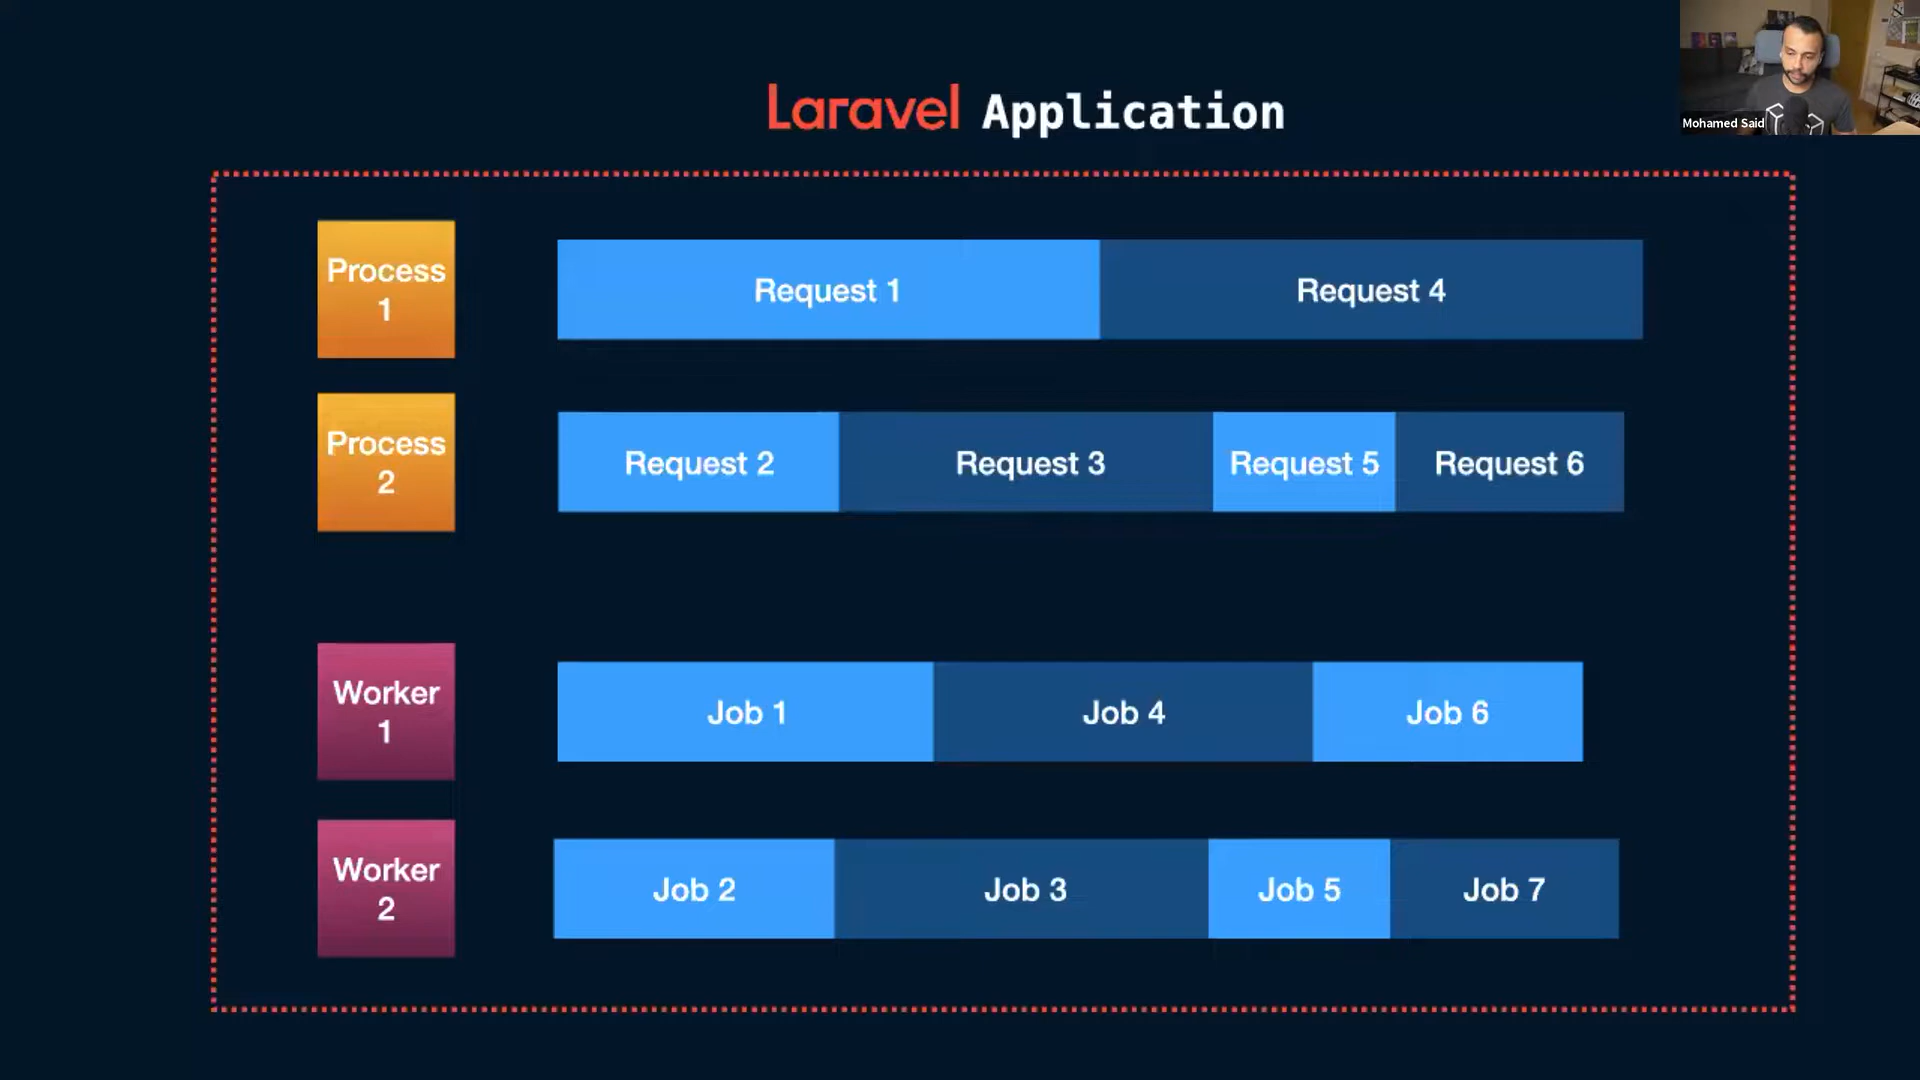 Mohamed Said
Laravel Application
Process
1
Request 1
Request 4
Process
2
Request 2
Request 3
Request 5
Request 6
Worker
1
Job 1
Job 4
Job 6
Worker
2
Job 2
Job 3
Job 5
Job 7